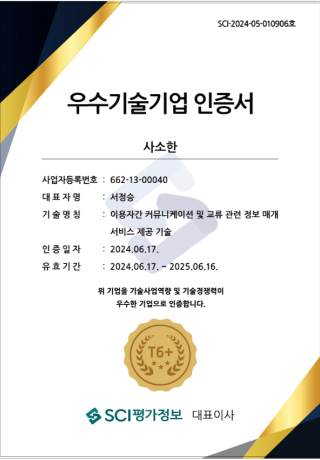 SCI-2024-05-010906호
우수기술기업 인증서
사소한
사업자등록번호 : 662-13-00040
대 표 자 명 : 서정승
기 술 명 칭 : 이용자간 커뮤니케이션 및 교류 관련 정보 매개
서비스 제공 기술
인 증 일 자 : 2024.06.17.
유 효 기 간 : 2024.06.17. ~ 2025.06.16.
위 기업을 기술사업역량 및 기술경쟁력이
우수한 기업으로 인증합니다.
T6+
SCI평가정보 대표이사